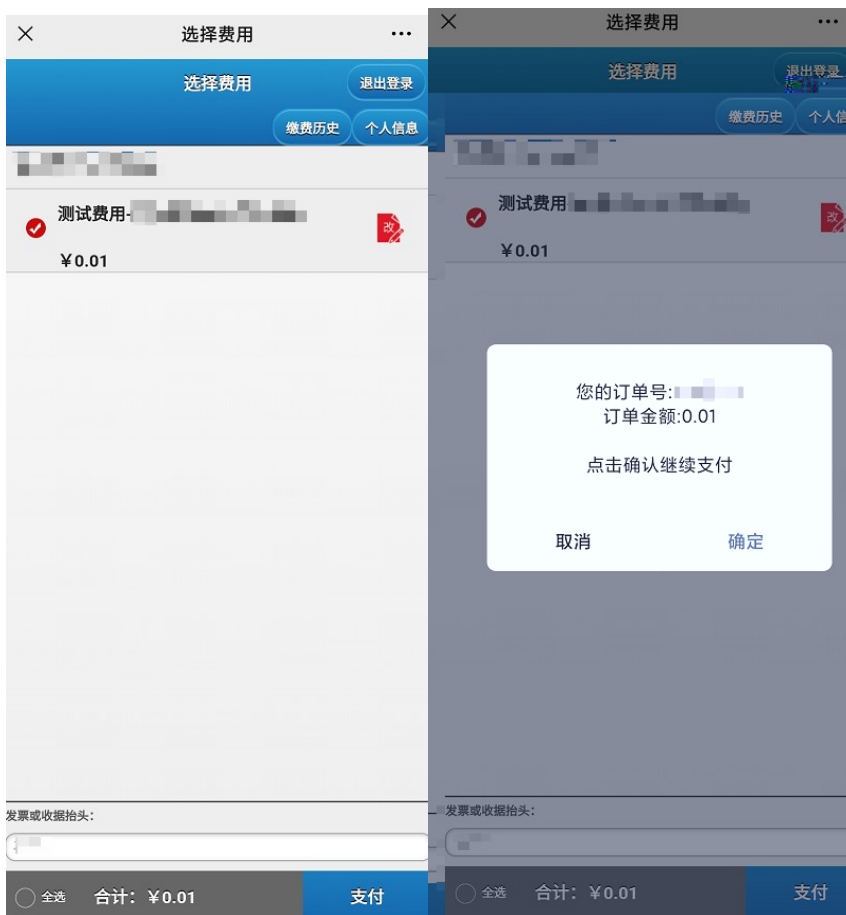 选择费用
选择费用
退出登录
缴费历史
个人信息
测试费用-
改
￥0.01
发票或收据抬头:
全选
合计: ￥0.01
支付
选择费用
选择费用
退出登录
缴费历史
个人信
测试费用
改
￥0.01
您的订单号:
订单金额:0.01
点击确认继续支付
取消
确定
发票或收据抬头:
全选
合计: ￥0.01
支付